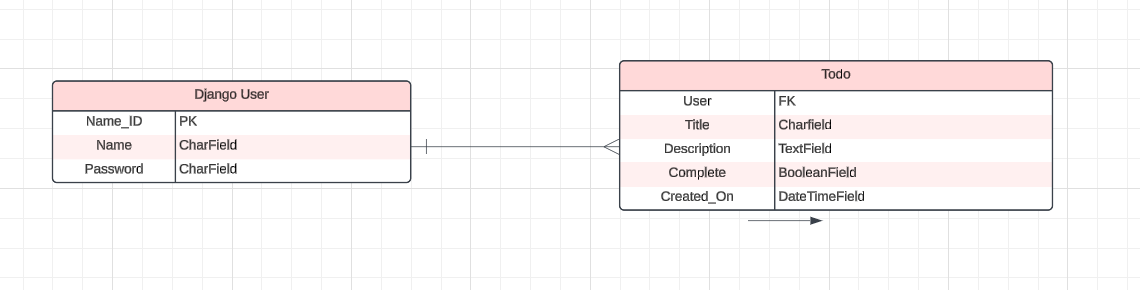 Django User
Name_ID PK
Name CharField
Password CharField
Todo
User FK
Title Charfield
Description TextField
Complete BooleanField
Created_On DateTimeField